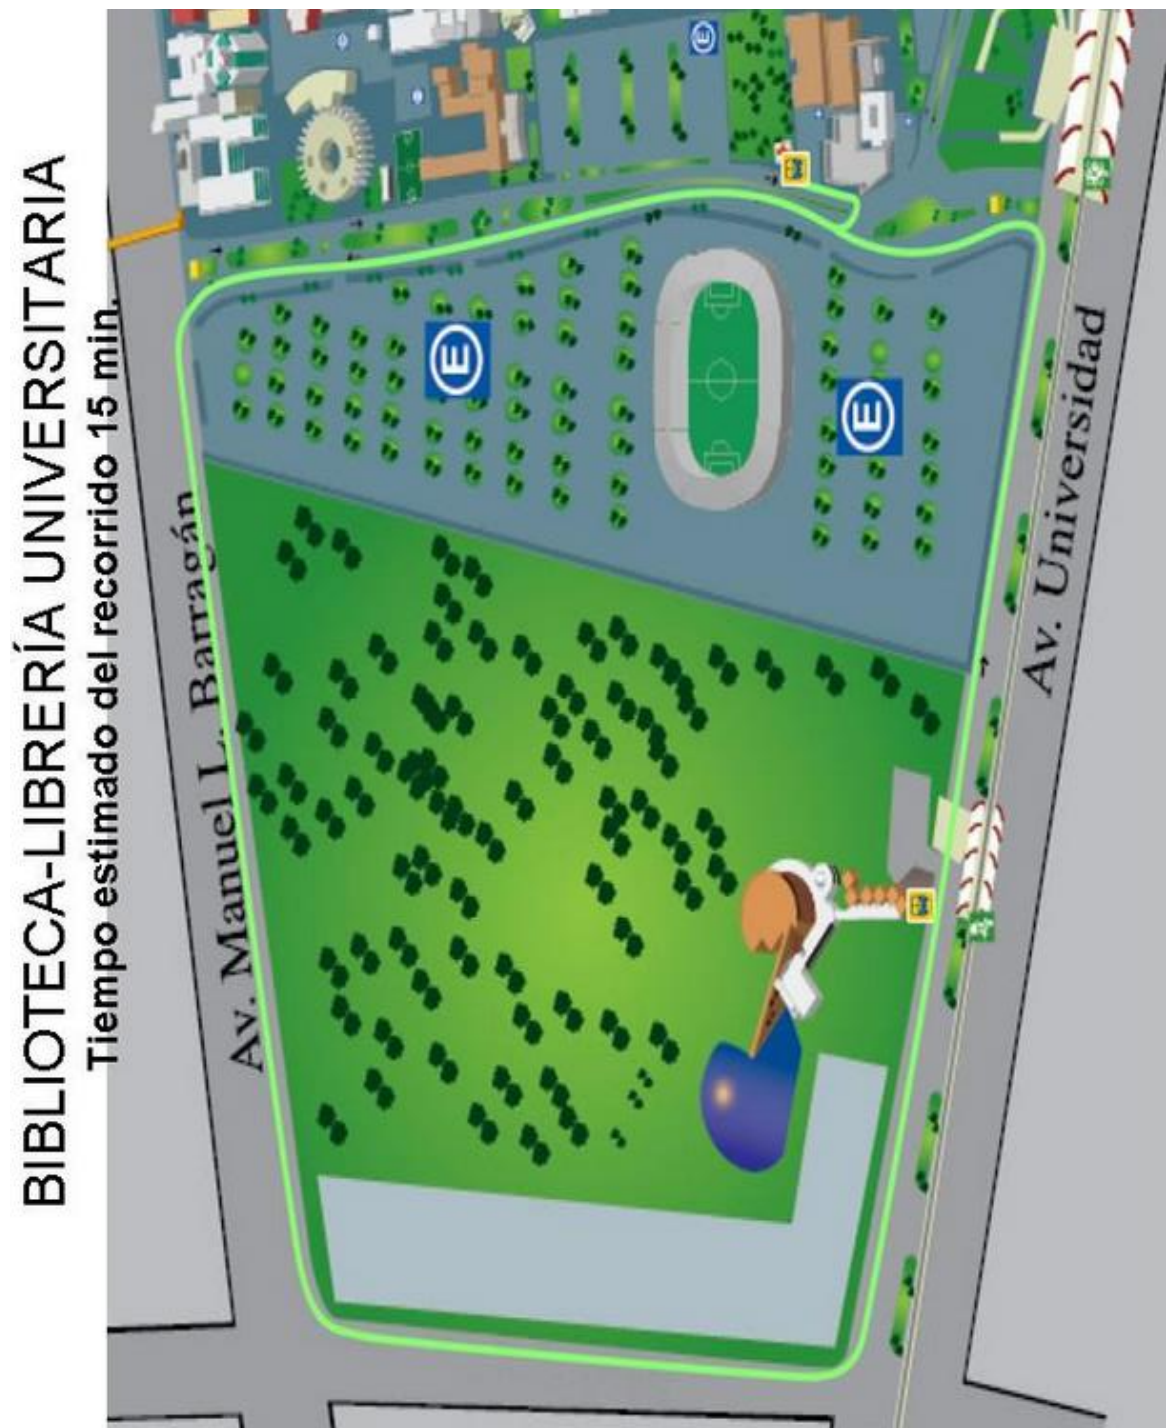 BIBLIOTECA-LIBRERÍA UNIVERSITARIA
Tiempo estimado del recorrido 15 min.
Av. Manuel L. Barragán
E
E
E
Av. Universidad